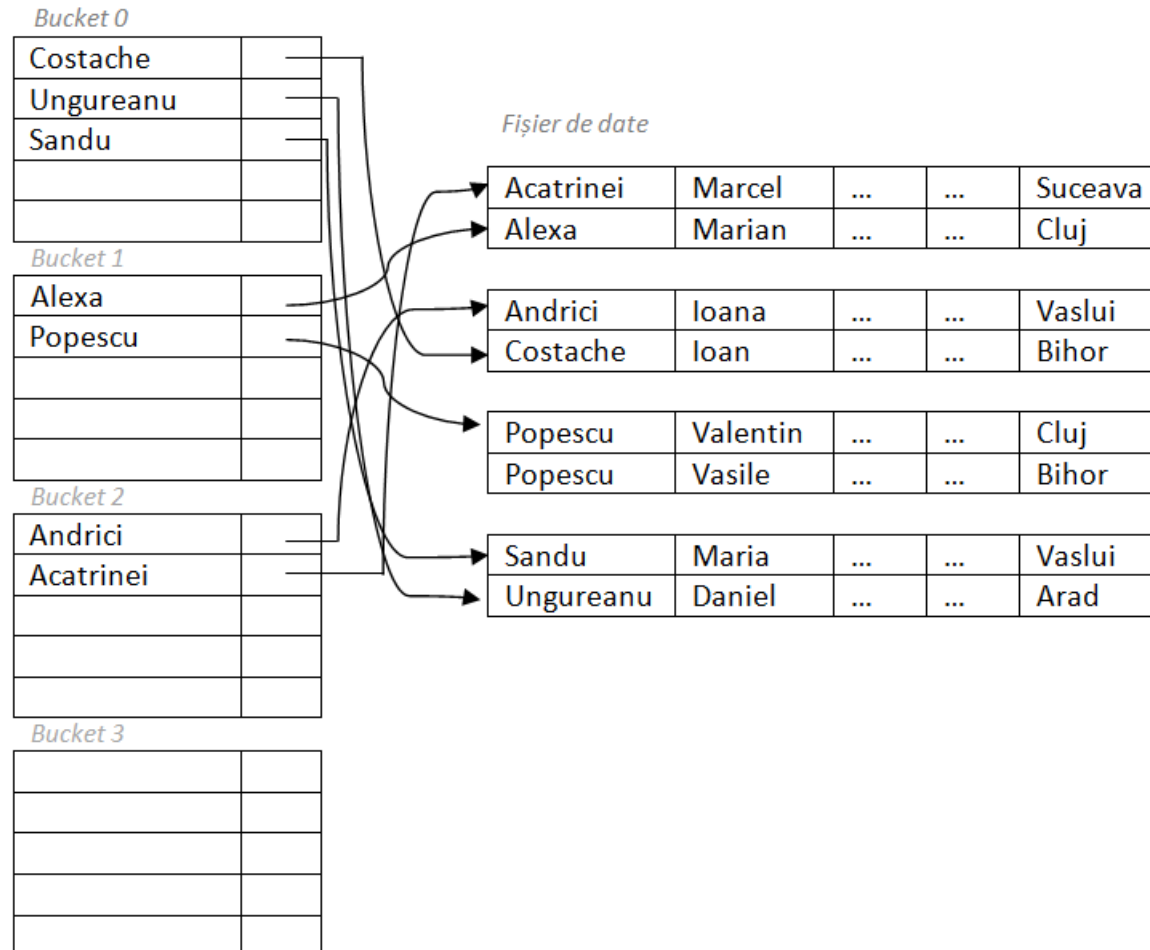 Bucket 0
Costache
Ungureanu
Sandu
Bucket 1
Alexa
Popescu
Bucket 2
Andrici
Acatrinei
Bucket 3
Fișier de date
Acatrinei Marcel ... ... Suceava
Alexa Marian ... ... Cluj
Andrici Ioana ... ... Vaslui
Costache Ioan ... ... Bihor
Popescu Valentin ... ... Cluj
Popescu Vasile ... ... Bihor
Sandu Maria ... ... Vaslui
Ungureanu Daniel ... ... Arad